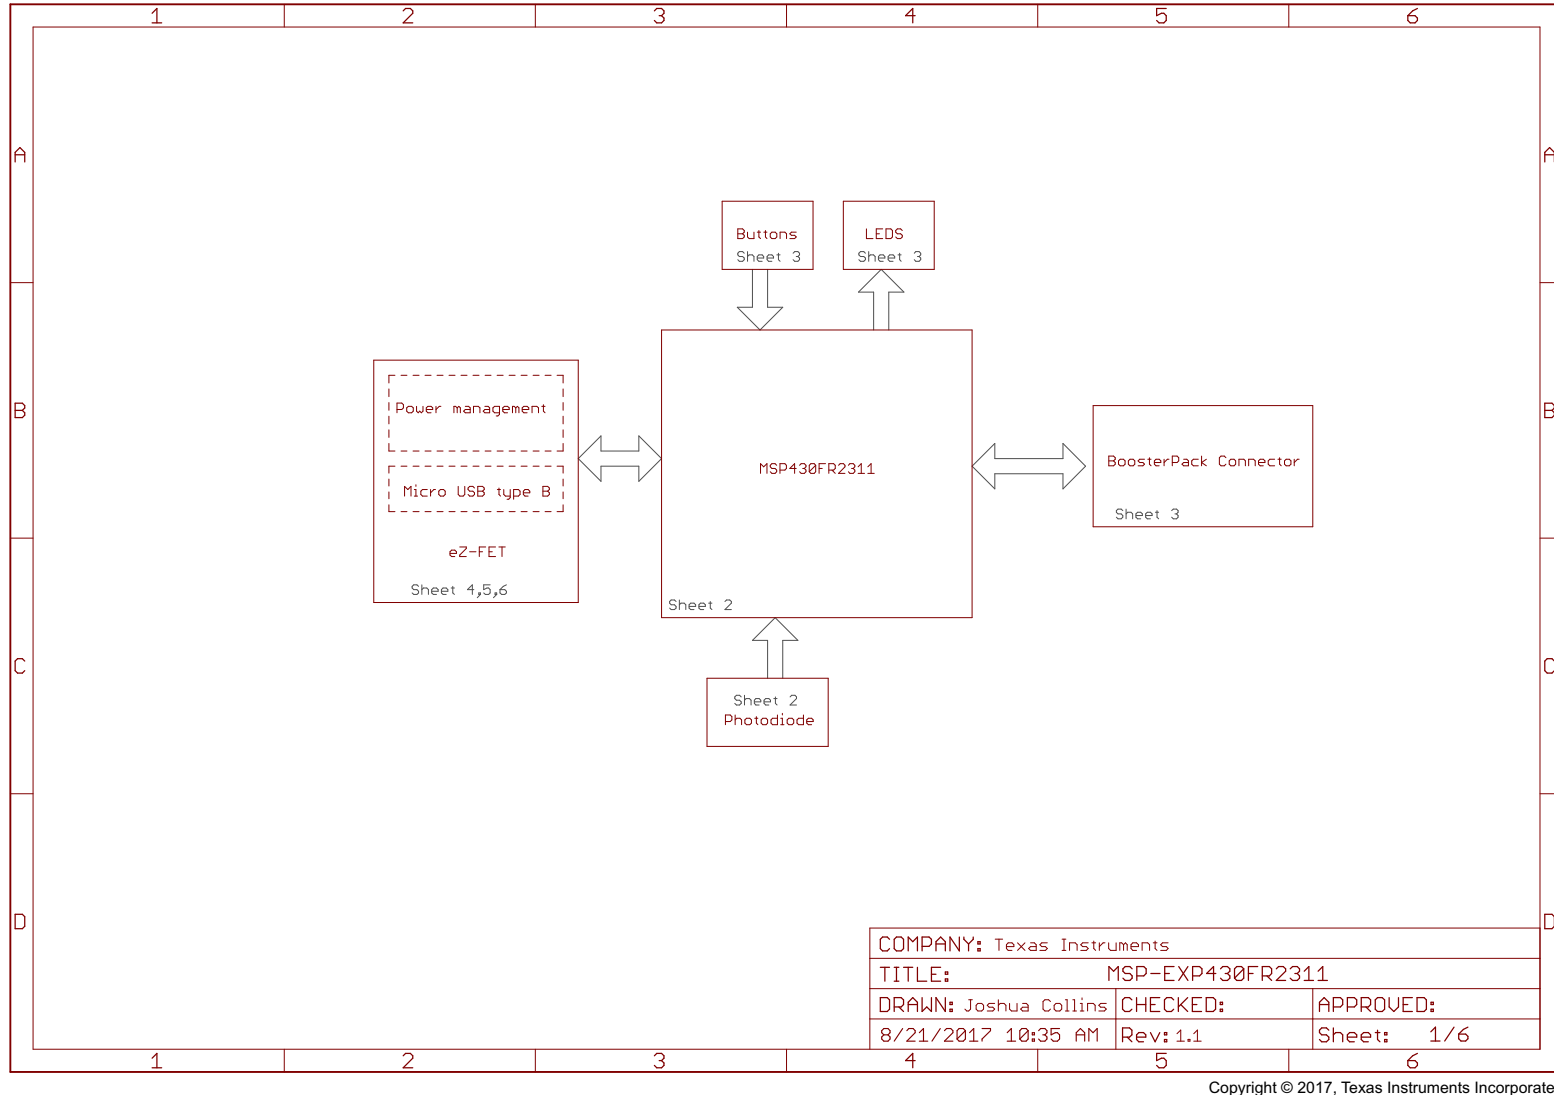 1 2 3 4 5 6
A A
Buttons
Sheet 3
LEDS
Sheet 3
B B
Power management
Micro USB type B
eZ-FET
Sheet 4,5,6
MSP430FR2311
Sheet 2
BoosterPack Connector
Sheet 3
C C
Sheet 2
Photodiode
D D
COMPANY: Texas Instruments
TITLE: MSP-EXP430FR2311
DRAWN: Joshua Collins CHECKED: APPROVED:
8/21/2017 10:35 AM Rev: 1.1 Sheet: 1/6
1 2 3 4 5 6
Copyright © 2017, Texas Instruments Incorporate